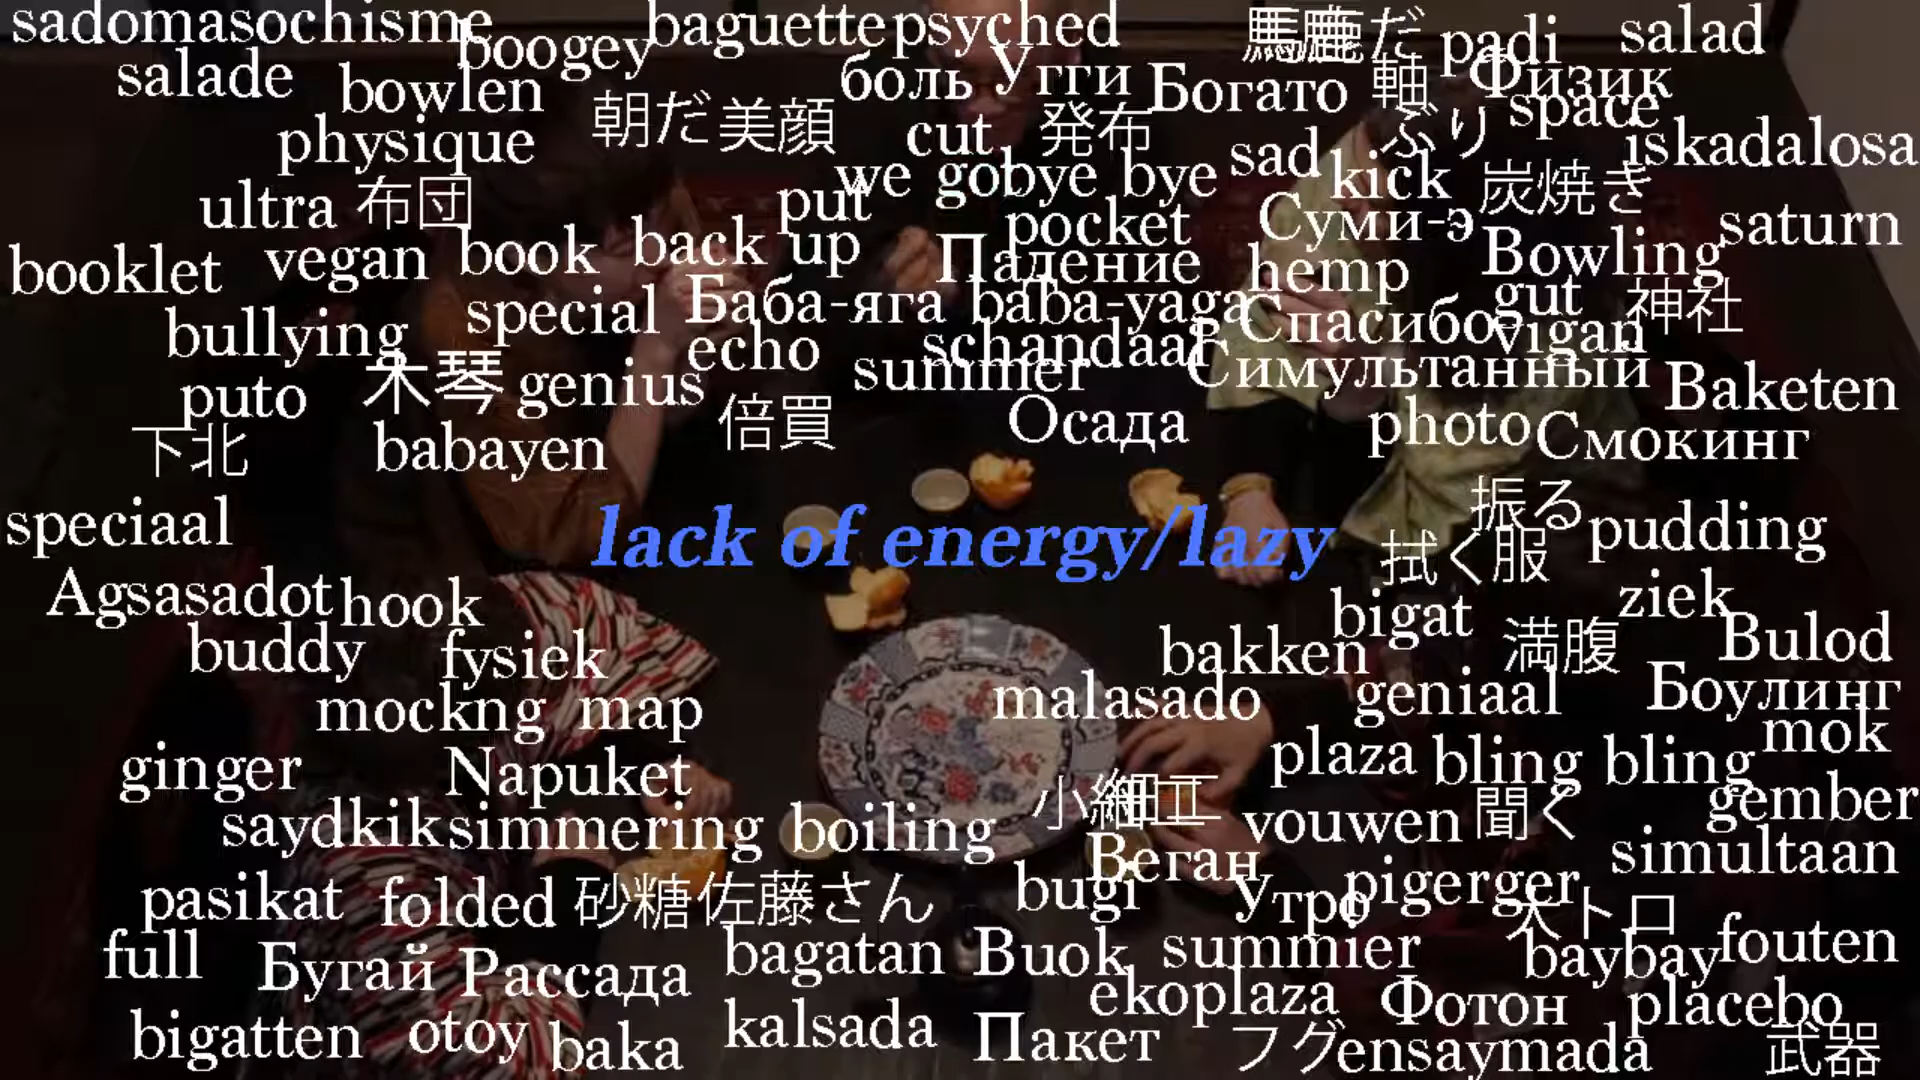 sadomasochisme boogey baguette psyched 馬鹿だ padi salad
salade bowlen боль Угги Богато 軸 Физик
physique 朝だ 美顔 cut 発布 ぶり space iskadalosa
ultra 布団 put we go bye bye sad kick 炭焼き
booklet vegan book back up pocket Суми-э saturn
Падение hemp Bowling
bullying special Баба-яга baba-yaga Спасибо gut 神社
echo schandaal vigan
puto 木琴 genius summer Симультанный Baketen
下北 babayen 倍買 Осада photo Смокинг
speciaal lack of energy/lazy 振る pudding
拭く服
Agsasadot hook bigat ziek
buddy fysiek bakken 満腹 Bulod
mockng map malasado geniaal Боулинг
ginger Napuket plaza bling bling mok
saydkik simmering boiling 小細工 vouwen 聞く gember
Веган simultaan
pasikat folded 砂糖 佐藤さん bugi Утро pigerger 大トロ
full Бугай Рассада bagatan Buok summier baybay fouten
ekoplaza Фотон placebo
bigatten otoy baka kalsada Пакет フグ ensaymada 武器